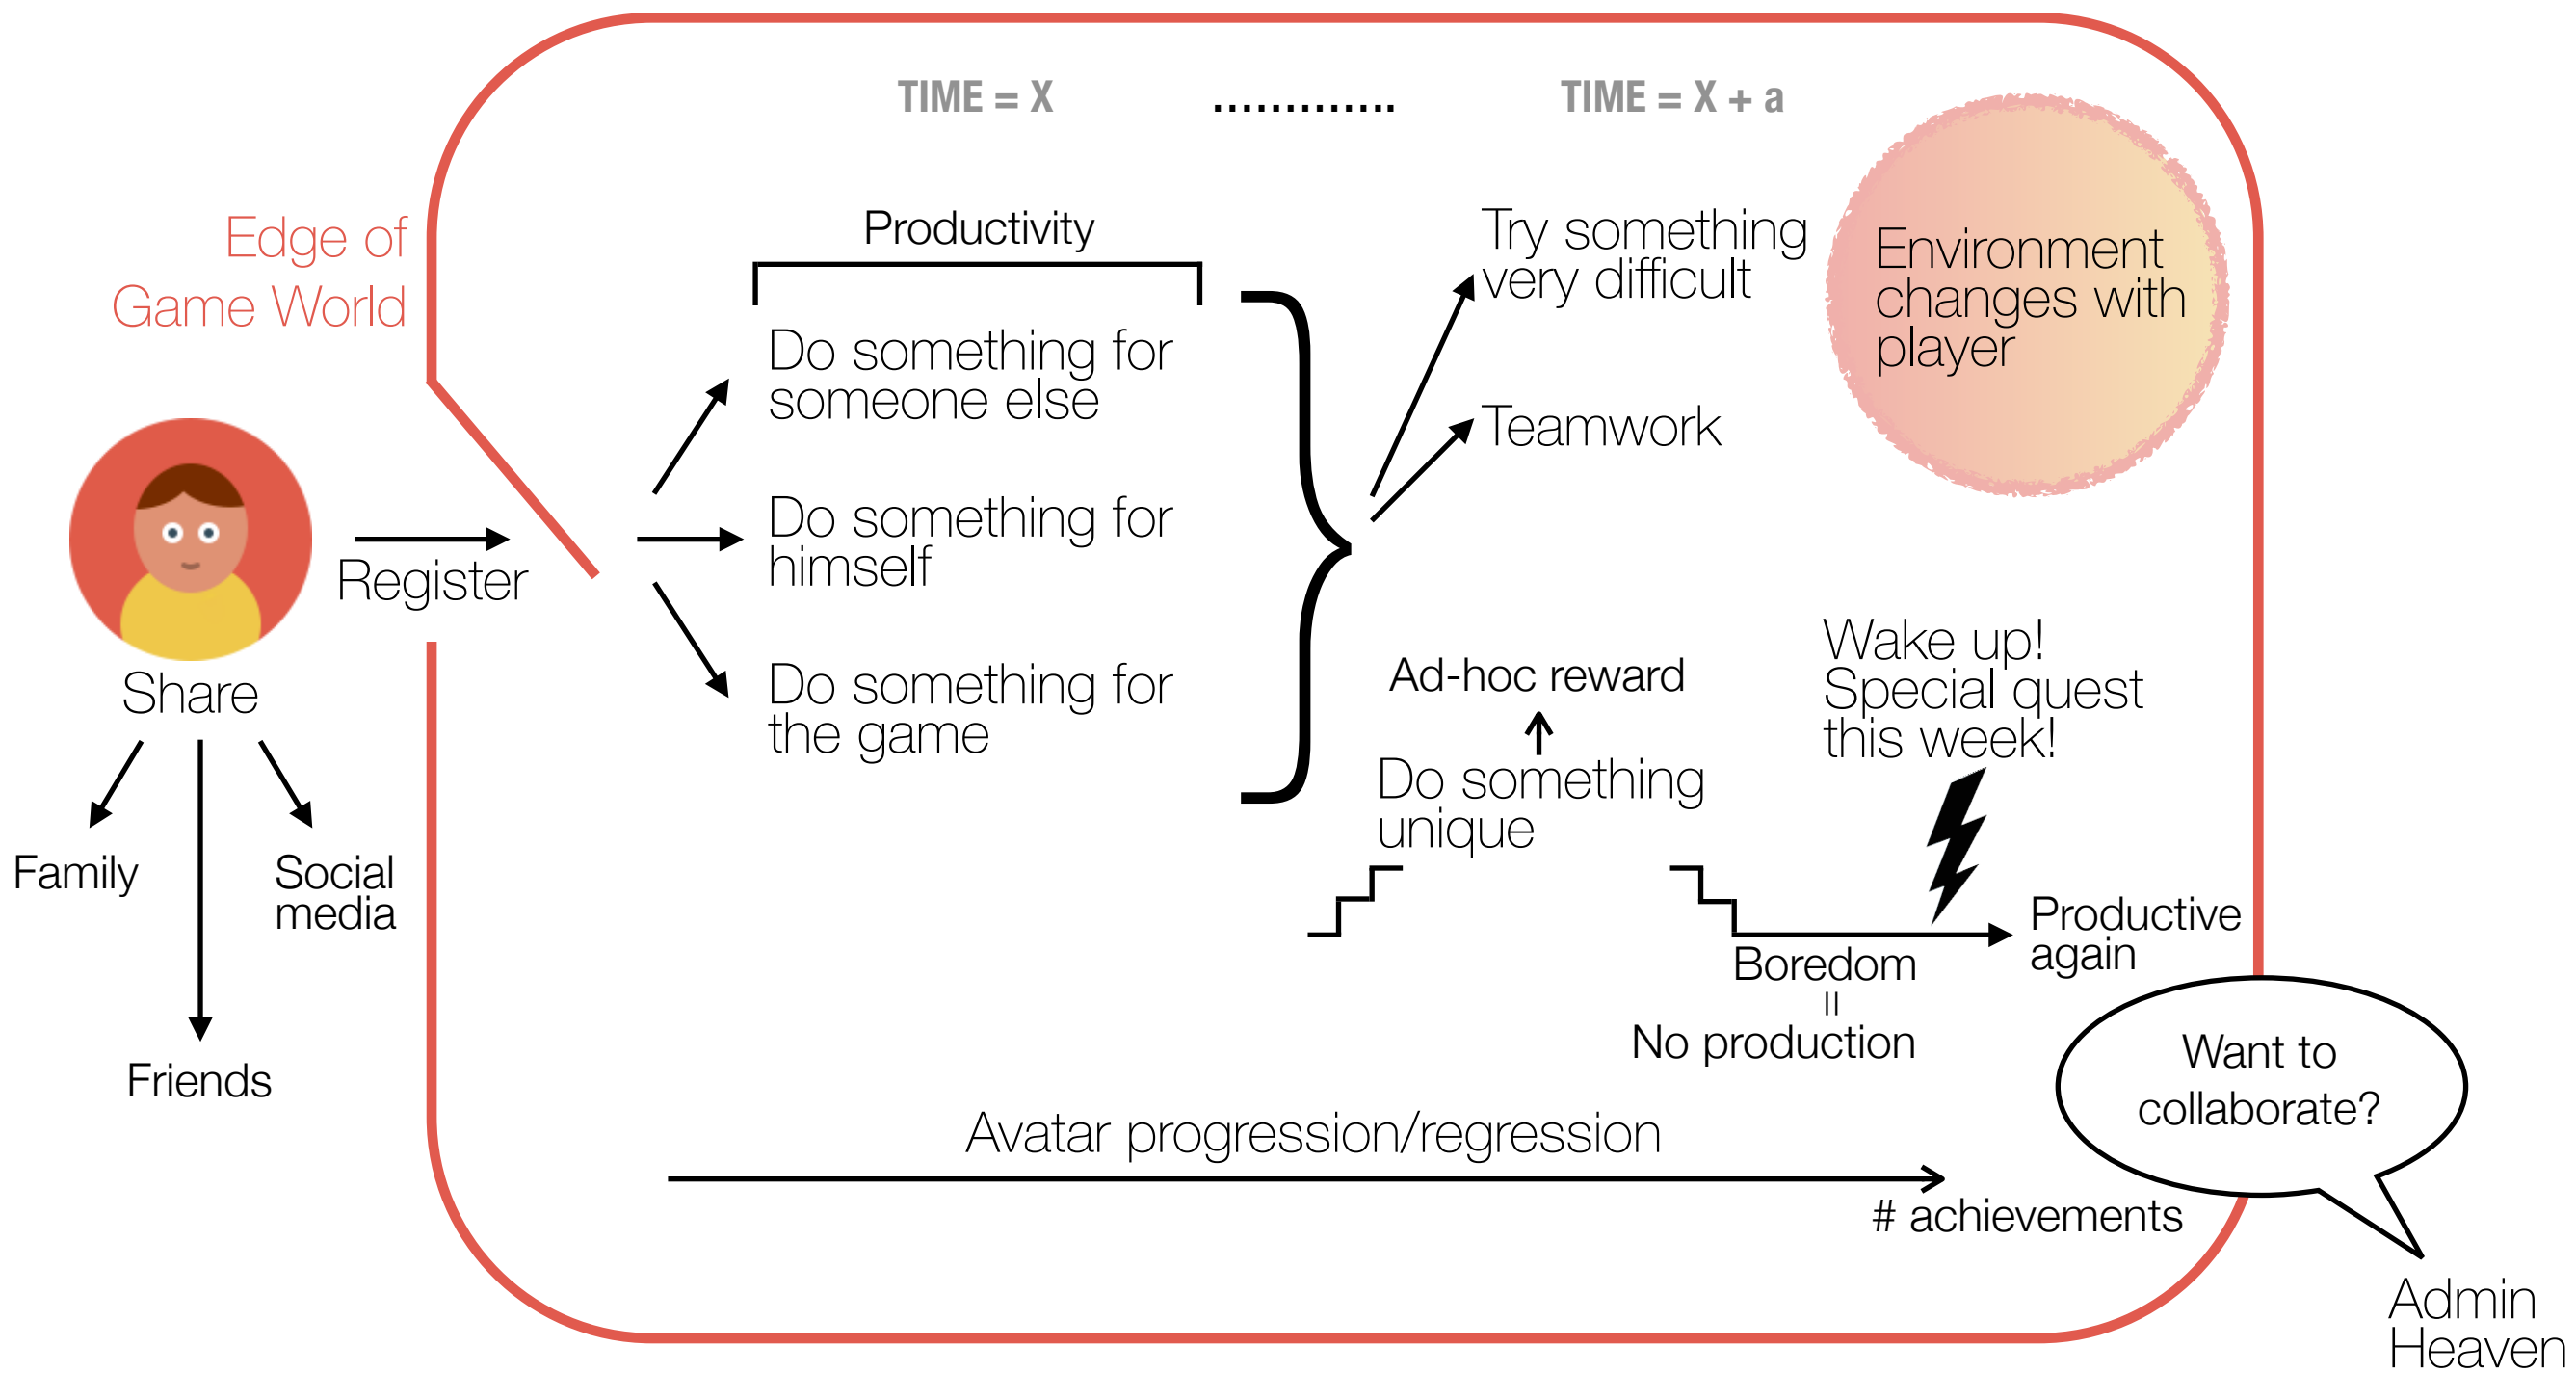 TIME = X
.............
TIME = X + a
Edge of
Game World
Productivity
Do something for
someone else
Do something for
himself
Do something for
the game
Try something
very difficult
Teamwork
Environment
changes with
player
Register
Share
Family
Friends
Social
media
Ad-hoc reward
Do something
unique
Wake up!
Special quest
this week!
Boredom
=
No production
Productive
again
Avatar progression/regression
# achievements
Want to
collaborate?
Admin
Heaven